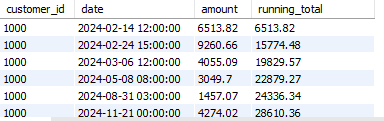 customer_id date amount running_total
1000 2024-02-14 12:00:00 6513.82 6513.82
1000 2024-02-24 15:00:00 9260.66 15774.48
1000 2024-03-06 12:00:00 4055.09 19829.57
1000 2024-05-08 08:00:00 3049.7 22879.27
1000 2024-08-31 03:00:00 1457.07 24336.34
1000 2024-11-21 00:00:00 4274.02 28610.36